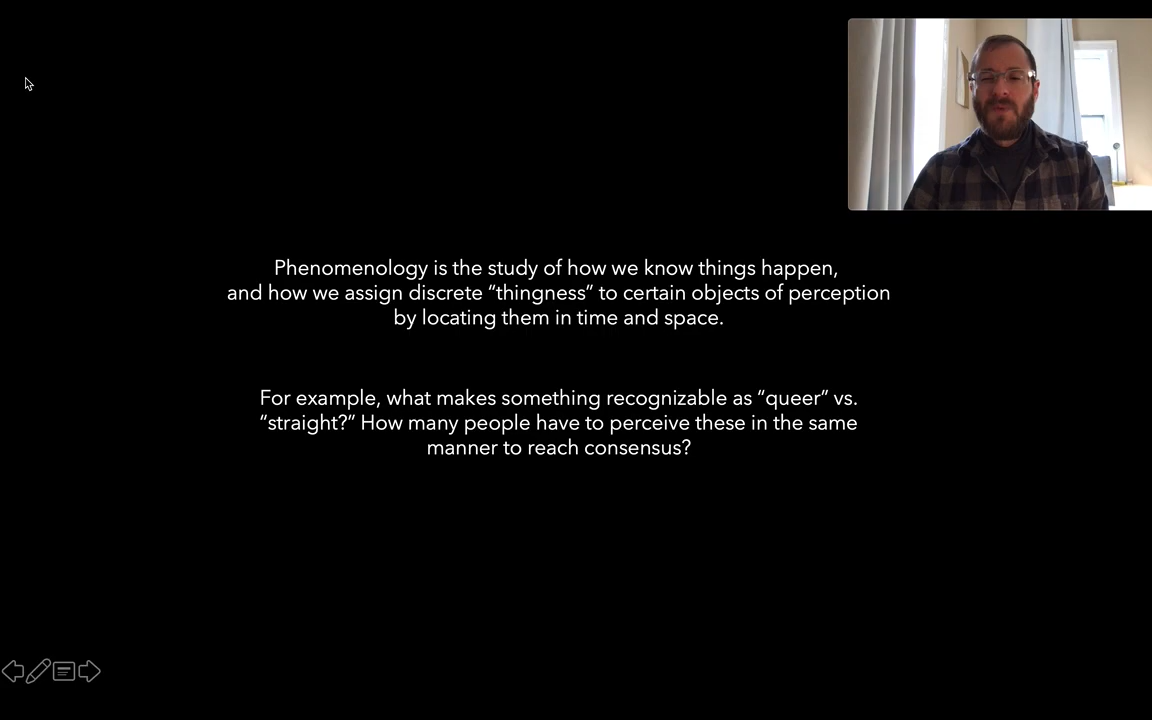 Phenomenology is the study of how we know things happen,
and how we assign discrete “thingness” to certain objects of perception
by locating them in time and space.
For example, what makes something recognizable as “queer” vs.
“straight?” How many people have to perceive these in the same
manner to reach consensus?